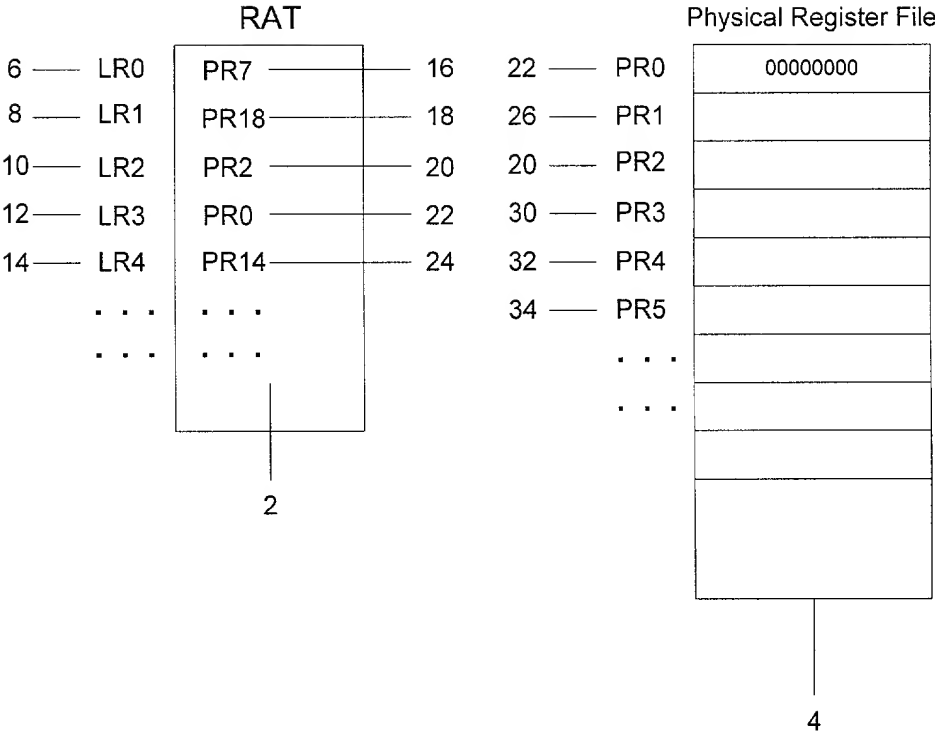 RAT
6 LR0 PR7 16
8 LR1 PR18 18
10 LR2 PR2 20
12 LR3 PR0 22
14 LR4 PR14 24
. . . . . .
. . . . . .
2
Physical Register File
22 PR0 00000000
26 PR1
20 PR2
30 PR3
32 PR4
34 PR5
. . .
. . .
4